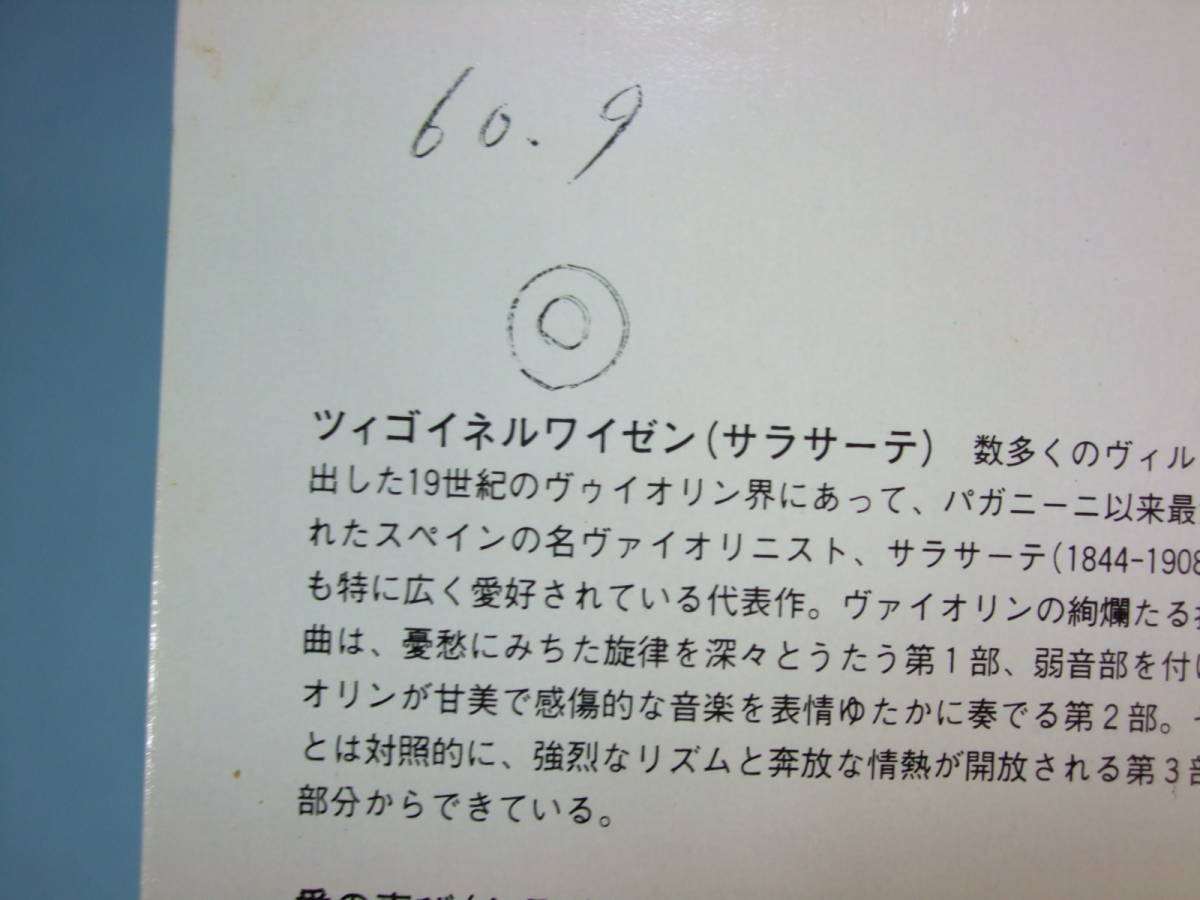 60.9
ツィゴイネルワイゼン(サラサーテ) 数多くのヴィル
出した19世紀のヴゥイオリン界にあって、パガニーニ以来最
れたスペインの名ヴァイオリニスト、サラサーテ(1844-1908
も特に広く愛好されている代表作。ヴァイオリンの絢爛たる
曲は、憂愁にみちた旋律を深々とうたう第1部、弱音部を付け
オリンが甘美で感傷的な音楽を表情ゆたかに奏でる第2部。
とは対照的に、強烈なリズムと奔放な情熱が開放される第3部
部分からできている。
愛の喜び(